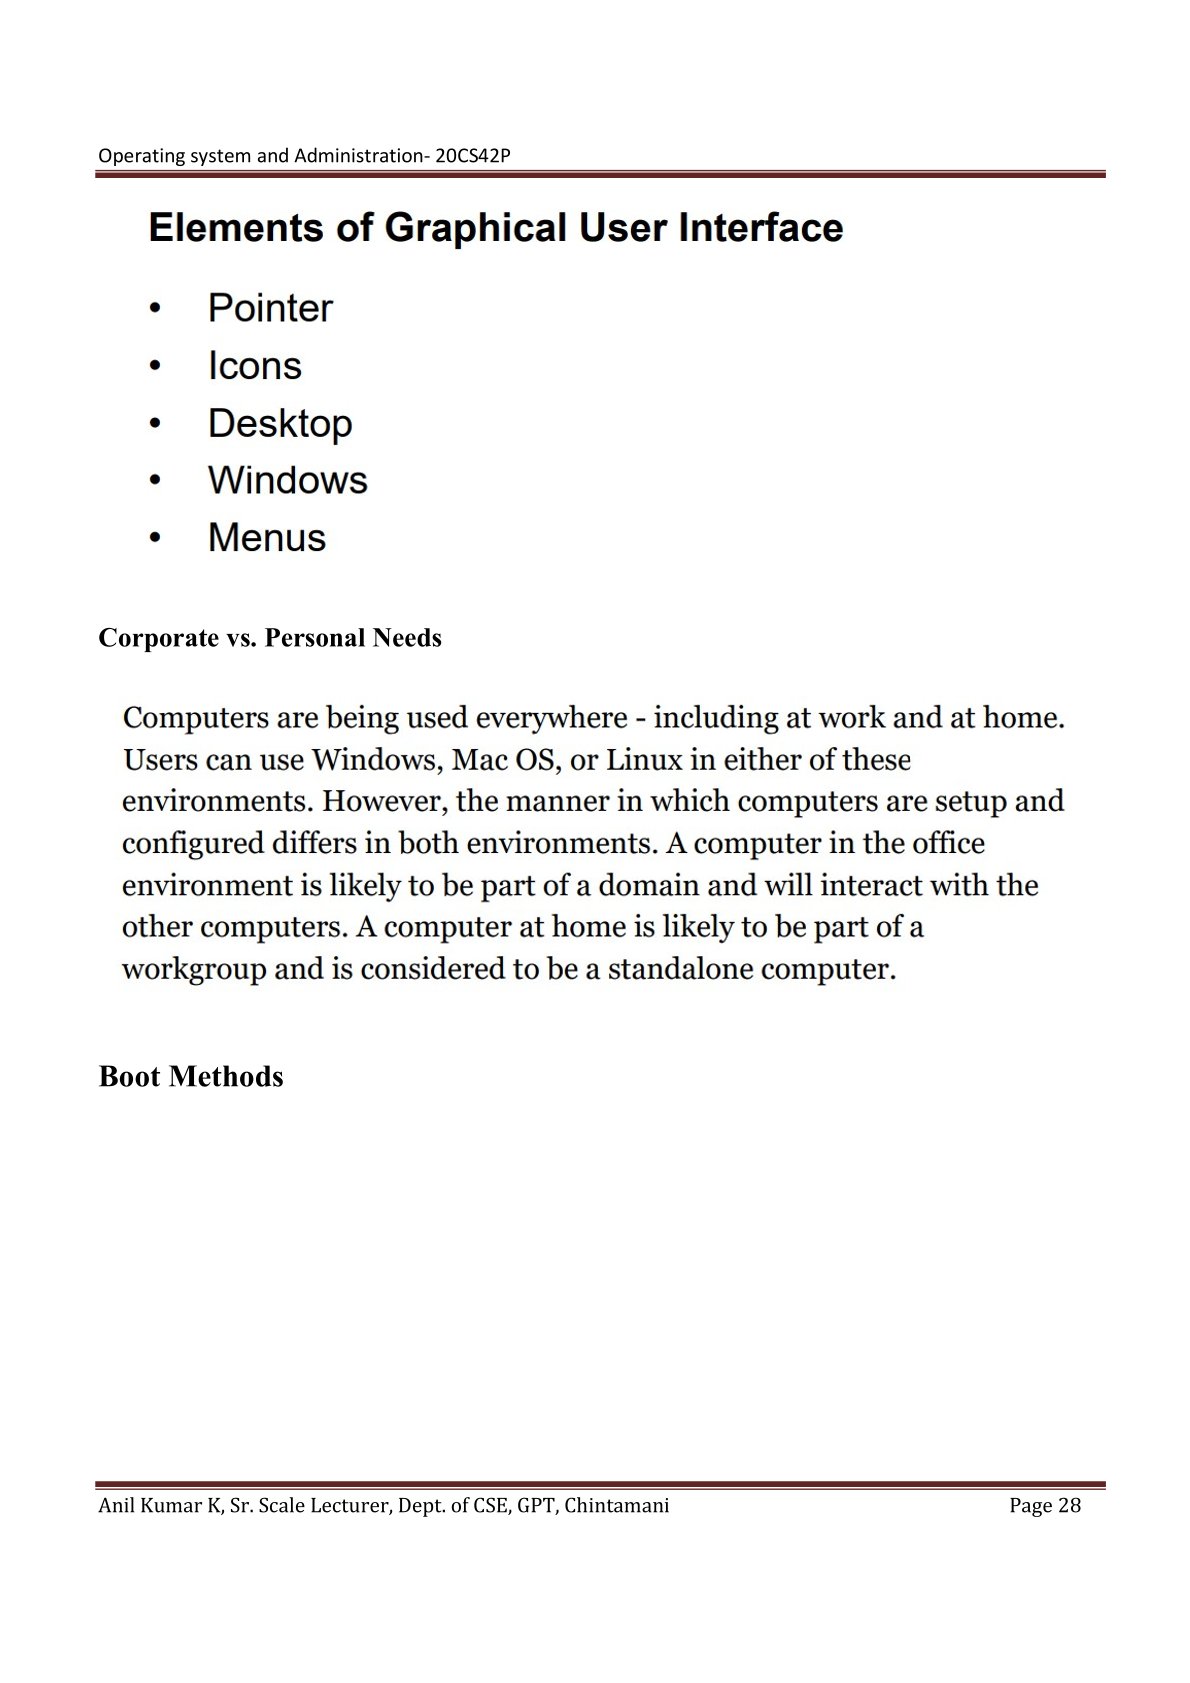 Operating system and Administration- 20CS42P
Elements of Graphical User Interface
• Pointer
• Icons
• Desktop
• Windows
• Menus
Corporate vs. Personal Needs
Computers are being used everywhere - including at work and at home.
Users can use Windows, Mac OS, or Linux in either of these
environments. However, the manner in which computers are setup and
configured differs in both environments. A computer in the office
environment is likely to be part of a domain and will interact with the
other computers. A computer at home is likely to be part of a
workgroup and is considered to be a standalone computer.
Boot Methods
Anil Kumar K, Sr. Scale Lecturer, Dept. of CSE, GPT, Chintamani Page 28